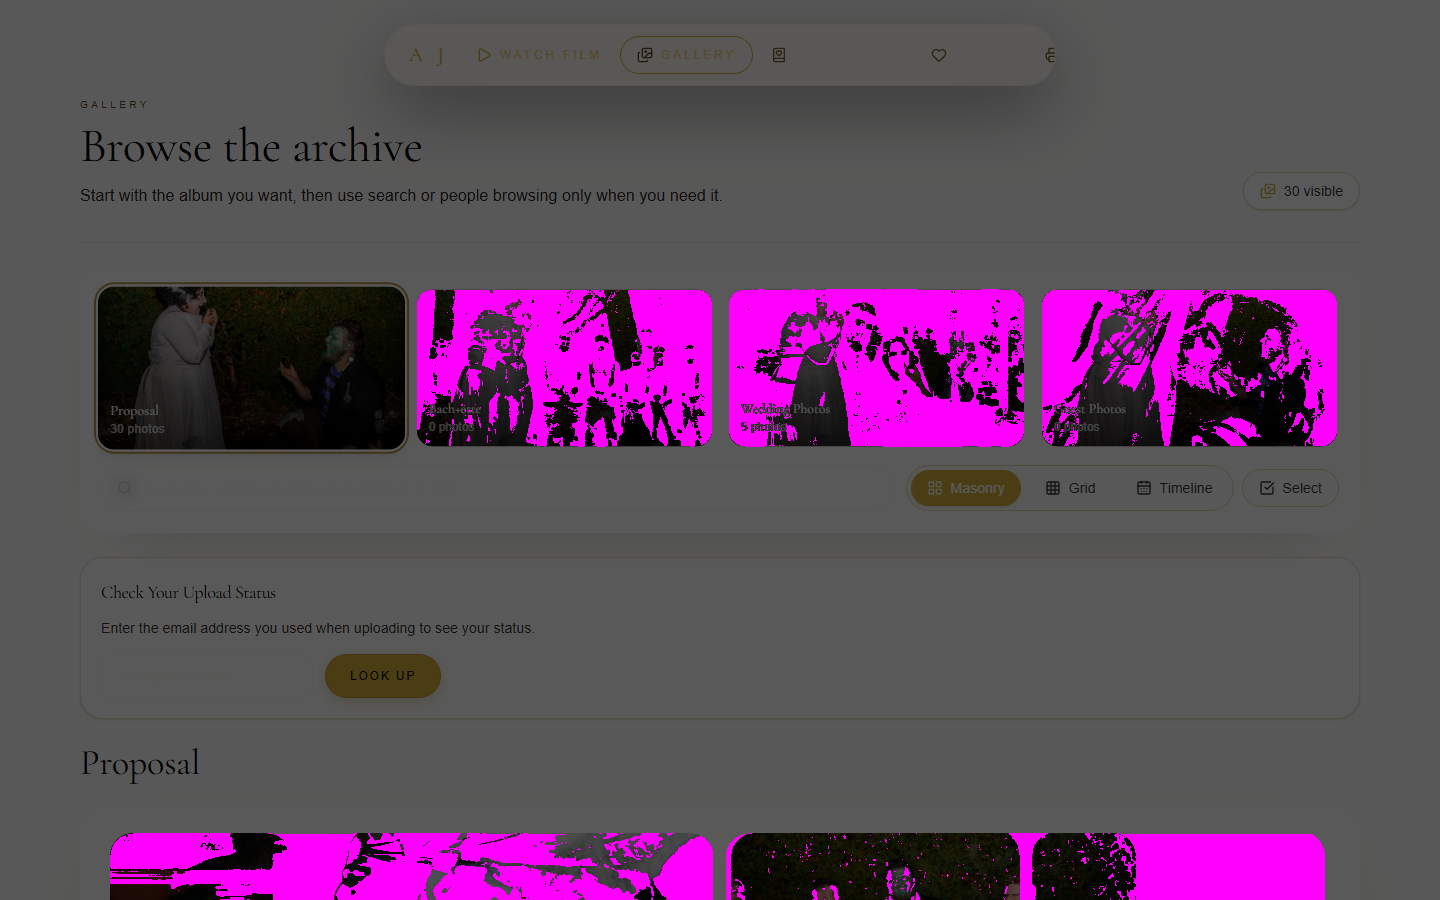 A J
WATCH FILM
GALLERY
GALLERY
Browse the archive
Start with the album you want, then use search or people browsing only when you need it.
30 visible
Proposal
30 photos
0 photos
Wedding Photos
5 photos
Guest Photos
0 photos
Masonry
Grid
Timeline
Select
Check Your Upload Status
Enter the email address you used when uploading to see your status.
LOOK UP
Proposal